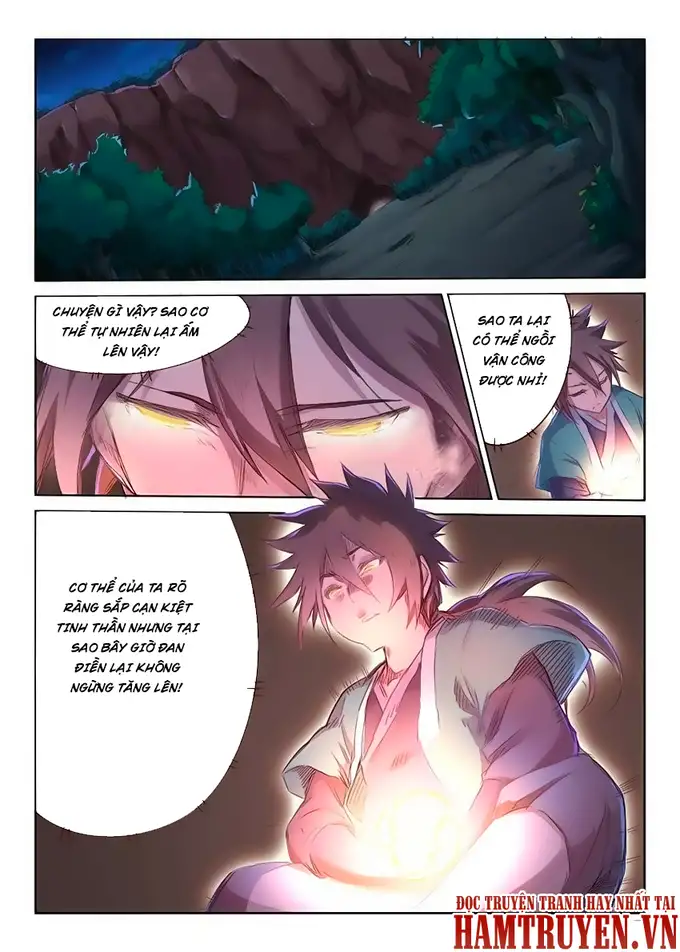 CHUYỆN GÌ VẬY? SAO CƠ
THỂ TỰ NHIÊN LẠI ẤM
LÊN VẬY!
SAO TA LẠI
CÓ THỂ NGỒI
VẬN CÔNG
ĐƯỢC NHỈ!
CƠ THỂ CỦA TA RÕ
RÀNG SẮP CẠN KIỆT
TINH THẦN NHƯNG TẠI
SAO BÂY GIỜ ĐAN
ĐIỀN LẠI KHÔNG
NGỪNG TĂNG LÊN!
ĐỌC TRUYỆN TRANH HAY NHẤT TẠI
HAMTRUYEN.VN